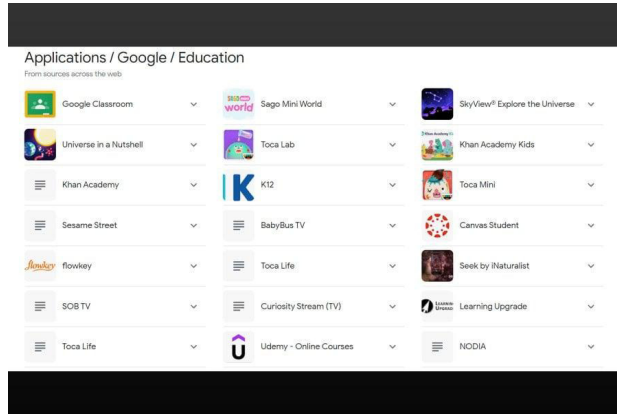 Applications / Google / Education
From sources across the web
Google Classroom
Sago Mini World
SkyView® Explore the Universe
Universe in a Nutshell
Toca Lab
Khan Academy Kids
Khan Academy
K12
Toca Mini
Sesame Street
BabyBus TV
Canvas Student
flowkey flowkey
Toca Life
Seek by iNaturalist
SOB TV
Curiosity Stream (TV)
Learning Upgrade
Toca Life
Udemy - Online Courses
NODIA